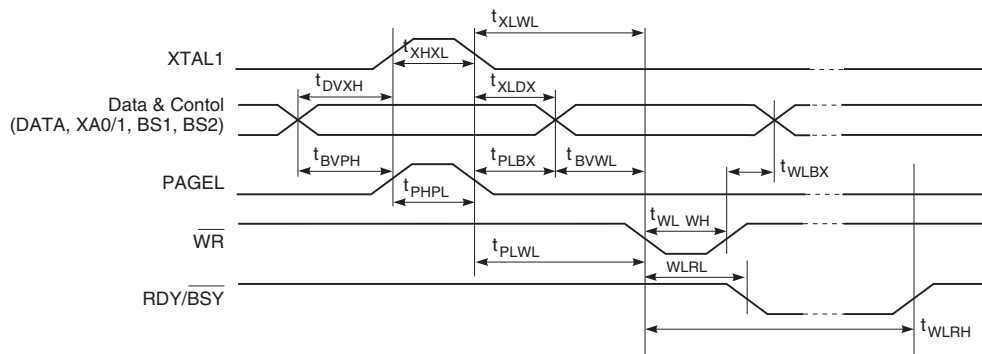 tXLWL
XTAL1
tXHXL
tDVXH
tXLDX
Data & Contol
(DATA, XA0/1, BS1, BS2)
tBVPH
tPLBX
tBVWL
tWLBX
PAGEL
tPHPL
tWL WH
WR
tPLWL
WLRL
RDY/BSY
tWLRH